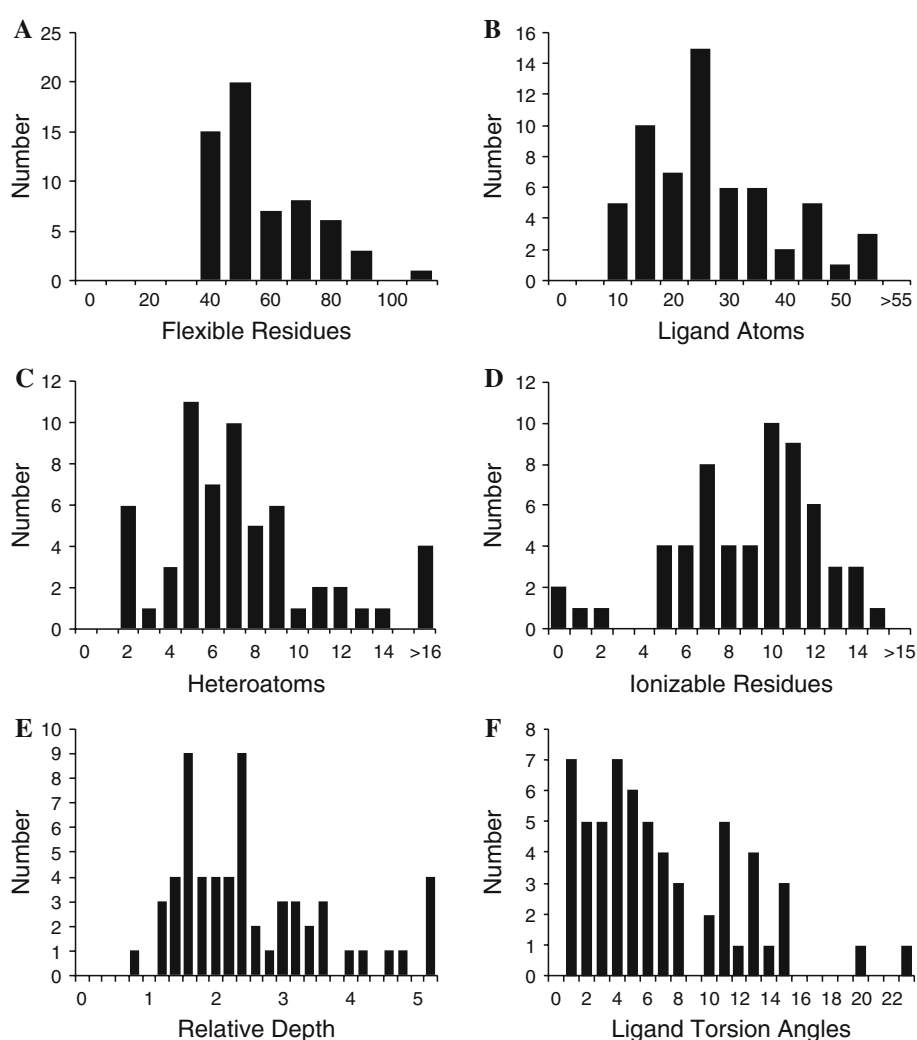 A
25
20
15
10
5
0
Number
0 20 40 60 80 100
Flexible Residues
B
16
14
12
10
8
6
4
2
0
Number
0 10 20 30 40 50 >55
Ligand Atoms
C
12
10
8
6
4
2
0
Number
0 2 4 6 8 10 12 14 >16
Heteroatoms
D
12
10
8
6
4
2
0
Number
0 2 4 6 8 10 12 14 >15
Ionizable Residues
E
10
9
8
7
6
5
4
3
2
1
0
Number
0 1 2 3 4 5
Relative Depth
F
8
7
6
5
4
3
2
1
0
Number
0 2 4 6 8 10 12 14 16 18 20 22
Ligand Torsion Angles